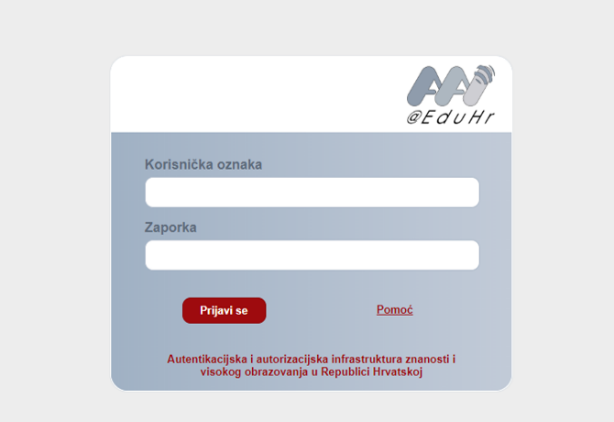 AAI
@EduHr
Korisnička oznaka
Zaporka
Prijavi se
Pomoć
Autentikacijska i autorizacijska infrastruktura znanosti i
visokog obrazovanja u Republici Hrvatskoj